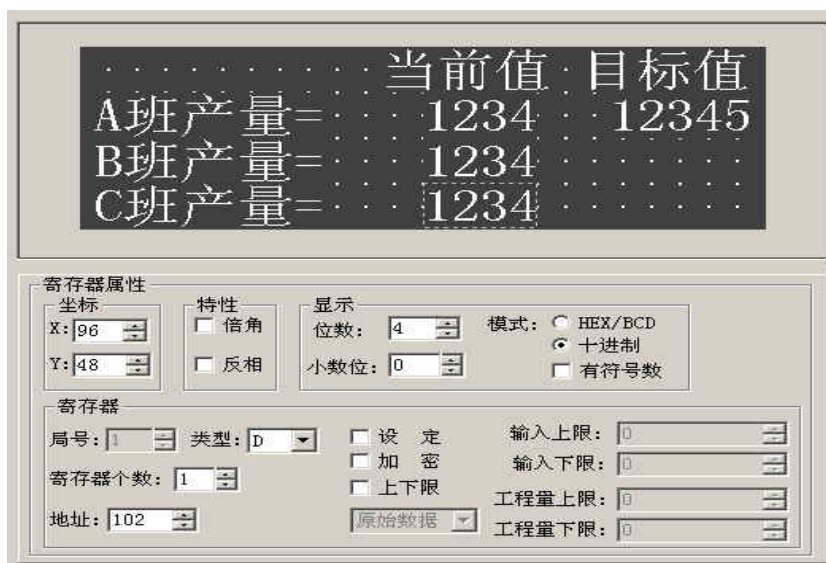 当前值 目标值
A班产量= 1234 12345
B班产量= 1234
C班产量= 1234
寄存器属性
坐标 特性 显示
X: 96 倍角 位数: 4 模式: HEX/BCD
十进制
Y: 48 反相 小数位: 0 有符号数
寄存器
局号: 1 类型: D 设 定 输入上限: 0
加 密 输入下限: 0
寄存器个数: 1 上下限 工程量上限: 0
地址: 102 原始数据 工程量下限: 0